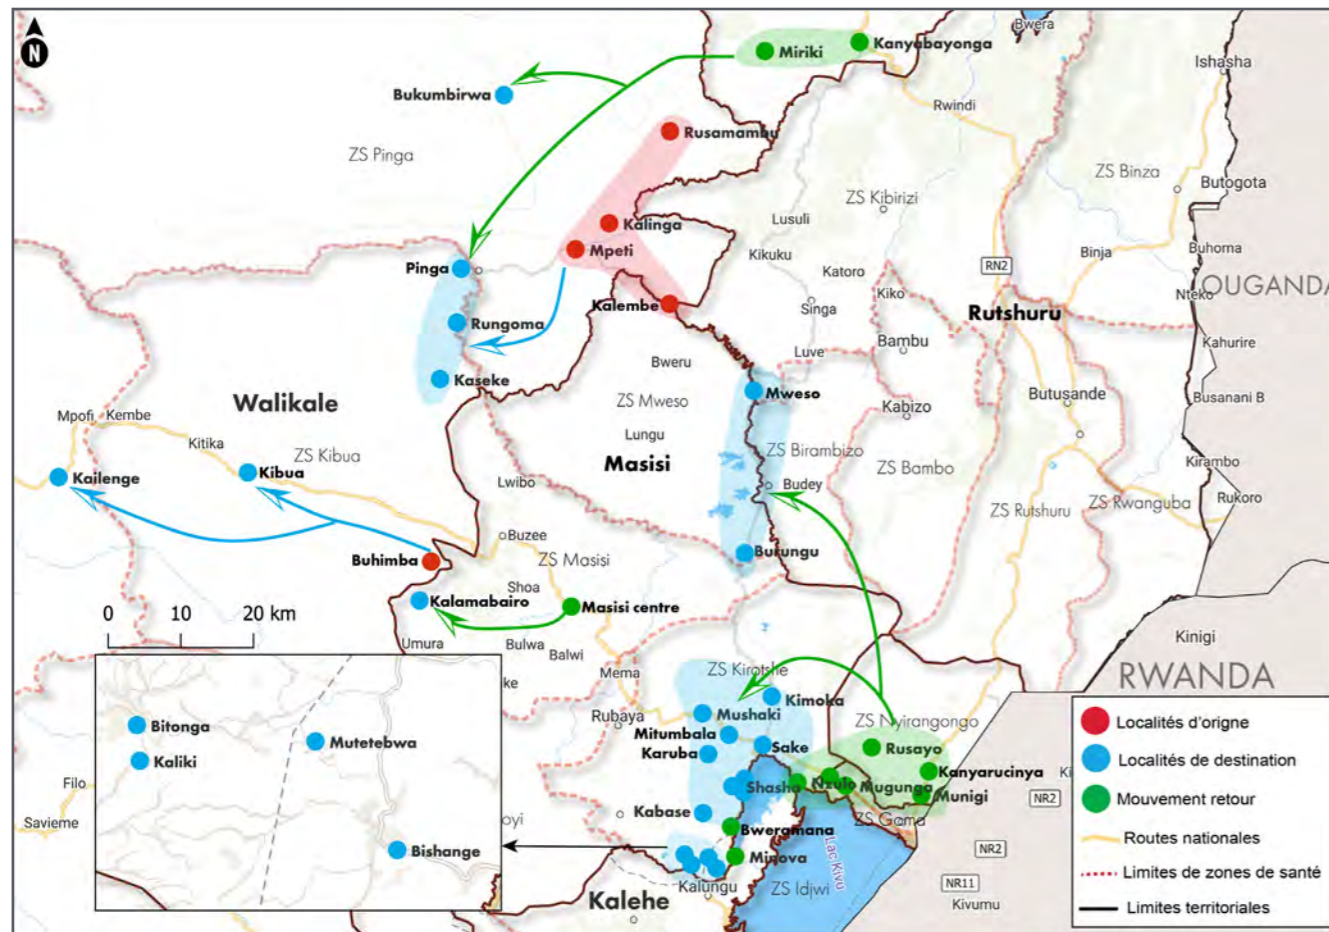 N
Bwera
Miriki
Kanyabayonga
Ishasha
Bukumbirwa
Rwindi
Rusamambu
ZS Pinga
ZS Binza
Butogota
ZS Kibirizi
Lusuli
Kalinga
Mpeti
Kikuku
Binja
Buhoma
Pinga
Katoro
RN2
OUGANDA
Kiko
Nteko
Kalembe
Singa
Rutshuru
Rungoma
Bambu
Kahurire
Luve
Bweru
Kaseke
Mweso
Butusande
Busanani B
Walikale
ZS Mweso
Kabizo
Mpofi
Kembe
Lungu
Kitika
ZS Kibua
Masisi
ZS Birambizo
ZS Bambo
Kirambo
Kailenge
Kibua
Lwibo
Budey
ZS Rwanguba
Rukoro
ZS Rutshuru
Buzee
Burungu
Buhimba
ZS Masisi
Shoa
0 10 20 km
Kalamabairo
Masisi centre
Umura
Bulwa
Balwi
Kinigi
Mema
ZS Kirotshe
RWANDA
ke
Kimoka
Rubaya
Mushaki
ZS Nyirangongo
Bitonga
Mutetebwa
Mitumbala
Sake
Rusayo
Karuba
Kaliki
Kanyarucinya
Filo
Shasha
Nzulo
Mugunga
Munigi
Savieme
Kabase
oyi
ZS Goma
Bweramana
Bishange
Minova
Lac Kivu
Kalungu
ZS Idjwi
Kalehe
Ki
NR2
NR2
NR11
Kivumu
Localités d'origne
Localités de destination
Mouvement retour
Routes nationales
Limites de zones de santé
Limites territoriales